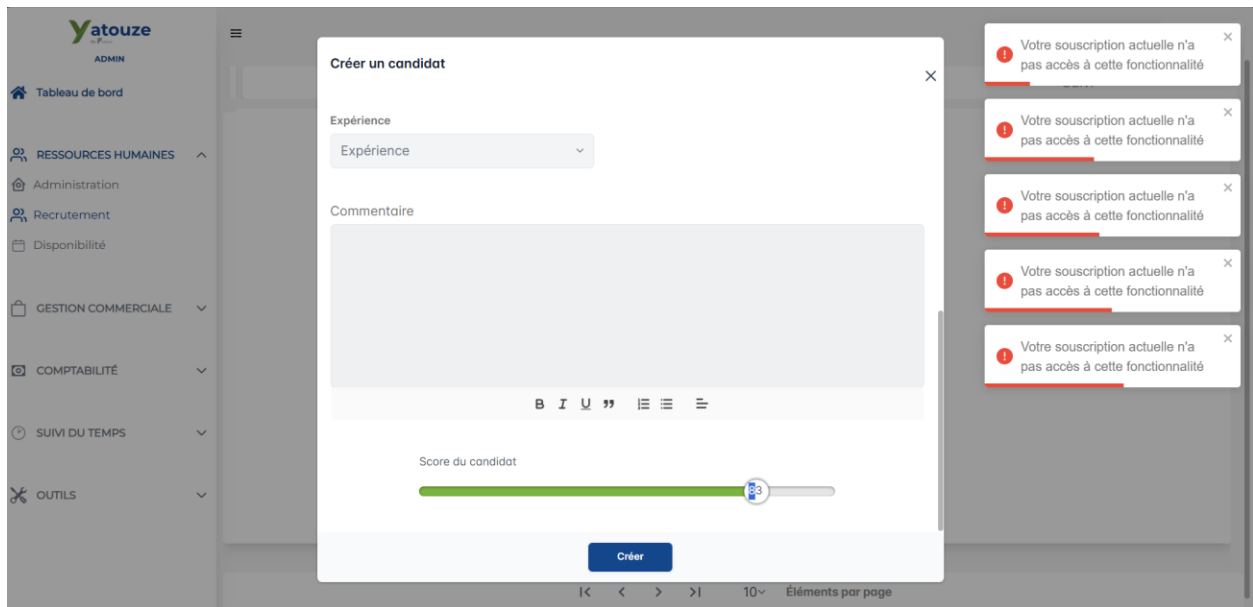 Yatouze
ADMIN
Tableau de bord
RESSOURCES HUMAINES
Administration
Recrutement
Disponibilité
GESTION COMMERCIALE
COMPTABILITÉ
SUIVI DU TEMPS
OUTILS
Créer un candidat
Expérience
Expérience
Commentaire
B I U
Score du candidat
83
Créer
10
Éléments par page
Votre souscription actuelle n'a
pas accès à cette fonctionnalité
Votre souscription actuelle n'a
pas accès à cette fonctionnalité
Votre souscription actuelle n'a
pas accès à cette fonctionnalité
Votre souscription actuelle n'a
pas accès à cette fonctionnalité
Votre souscription actuelle n'a
pas accès à cette fonctionnalité